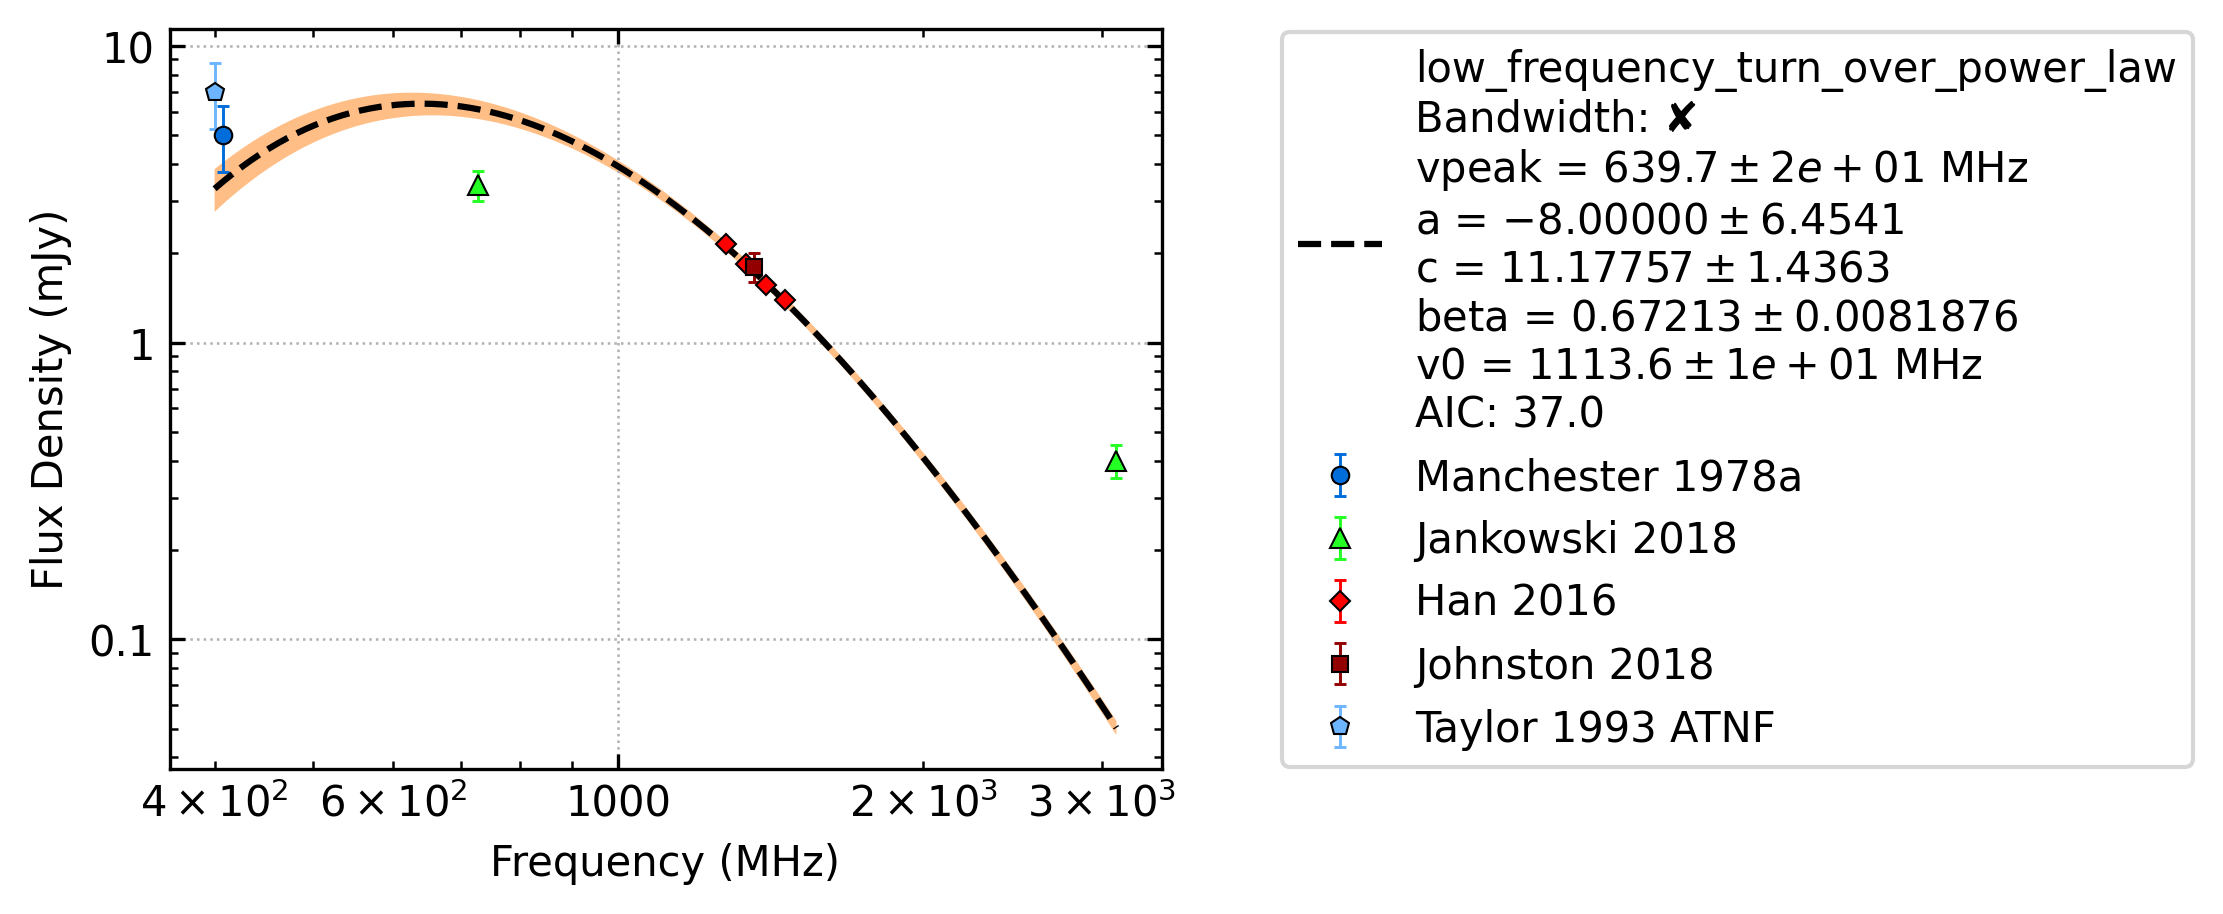 10
1
0.1
Flux Density (mJy)
4 × 10² 6 × 10² 1000 2 × 10³ 3 × 10³
Frequency (MHz)
low_frequency_turn_over_power_law
Bandwidth: ✘
vpeak = 639.7 ± 2e + 01 MHz
a = −8.00000 ± 6.4541
c = 11.17757 ± 1.4363
beta = 0.67213 ± 0.0081876
v0 = 1113.6 ± 1e + 01 MHz
AIC: 37.0
Manchester 1978a
Jankowski 2018
Han 2016
Johnston 2018
Taylor 1993 ATNF